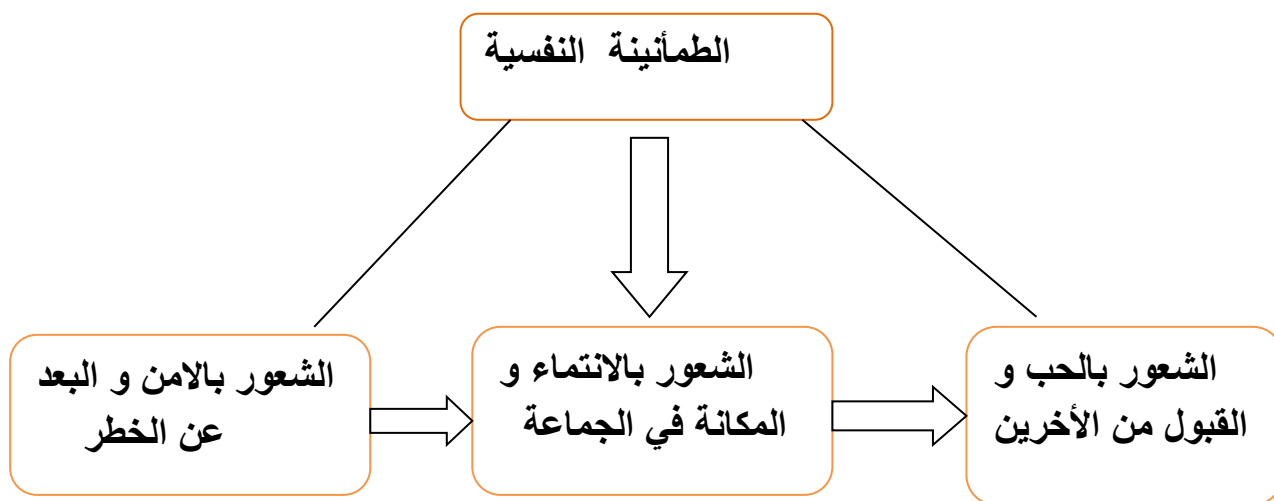 الطمأنينة النفسية
الشعور بالحب و
القبول من الأخرين
الشعور بالانتماء و
المكانة في الجماعة
الشعور بالامن و البعد
عن الخطر